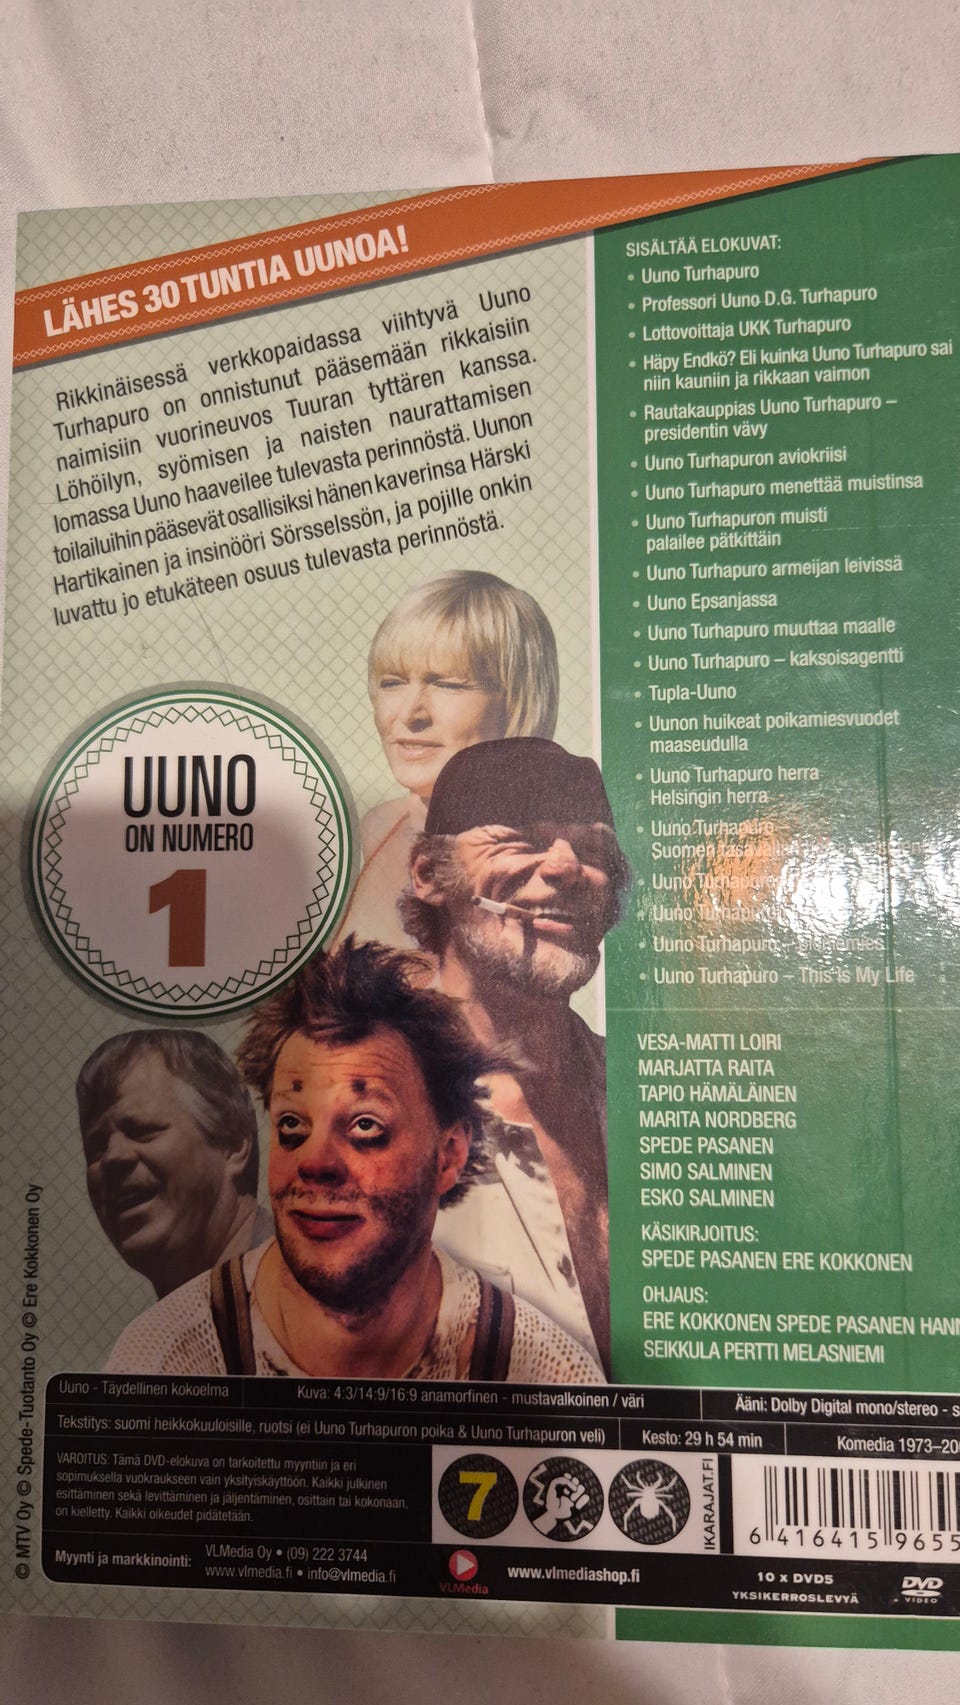 LÄHES 30 TUNTIA UUNOA!
Rikkinäisessä verkkopaidassa viihtyvä Uuno
Turhapuro on onnistunut pääsemään rikkaisiin
naimisiin vuorineuvos Tuuran tyttären kanssa.
Löhöilyn, syömisen ja naisten naurattamisen
lomassa Uuno haaveilee tulevasta perinnöstä. Uunon
toilailuihin pääsevät osallisiksi hänen kaverinsa Härski
Hartikainen ja insinööri Sörsselssön, ja pojille onkin
luvattu jo etukäteen osuus tulevasta perinnöstä.
UUNO
ON NUMERO
1
SISÄLTÄÄ ELOKUVAT:
• Uuno Turhapuro
• Professori Uuno D.G. Turhapuro
• Lottovoittaja UKK Turhapuro
• Häpy Endkö? Eli kuinka Uuno Turhapuro sai
niin kauniin ja rikkaan vaimon
• Rautakauppias Uuno Turhapuro –
presidentin vävy
• Uuno Turhapuron aviokriisi
• Uuno Turhapuro menettää muistinsa
• Uuno Turhapuron muisti
palailee pätkittäin
• Uuno Turhapuro armeijan leivissä
• Uuno Epsanjassa
• Uuno Turhapuro muuttaa maalle
• Uuno Turhapuro – kaksoisagentti
• Tupla-Uuno
• Uunon huikeat poikamiesvuodet
maaseudulla
• Uuno Turhapuro herra
Helsingin herra
• Uuno Turhapuro
Suomen
• Uuno Turhapuro
• Uuno
• Uuno Turhapuro –
• Uuno Turhapuro – This Is My Life
VESA-MATTI LOIRI
MARJATTA RAITA
TAPIO HÄMÄLÄINEN
MARITA NORDBERG
SPEDE PASANEN
SIMO SALMINEN
ESKO SALMINEN
KÄSIKIRJOITUS:
SPEDE PASANEN ERE KOKKONEN
OHJAUS:
ERE KOKKONEN SPEDE PASANEN HANN
SEIKKULA PERTTI MELASNIEMI
© MTV Oy © Spede-Tuotanto Oy © Ere Kokkonen Oy
Uuno - Täydellinen kokoelma
Kuva: 4:3/14:9/16:9 anamorfinen - mustavalkoinen / väri
Ääni: Dolby Digital mono/stereo - s
Tekstitys: suomi heikkokuuloisille, ruotsi (ei Uuno Turhapuron poika & Uuno Turhapuron veli)
Kesto: 29 h 54 min
Komedia 1973–20
VAROITUS: Tämä DVD-elokuva on tarkoitettu myyntiin ja eri
sopimuksella vuokraukseen vain yksityiskäyttöön. Kaikki julkinen
esittäminen sekä levittäminen ja jäljentäminen, osittain tai kokonaan,
on kielletty. Kaikki oikeudet pidätetään.
7
IKARAJAT.FI
6 416415 9655
Myynti ja markkinointi:
VLMedia Oy • (09) 222 3744
www.vlmedia.fi • info@vlmedia.fi
VLMedia
www.vlmediashop.fi
10 x DVD5
YKSIKERROSLEVYÄ
DVD
VIDEO